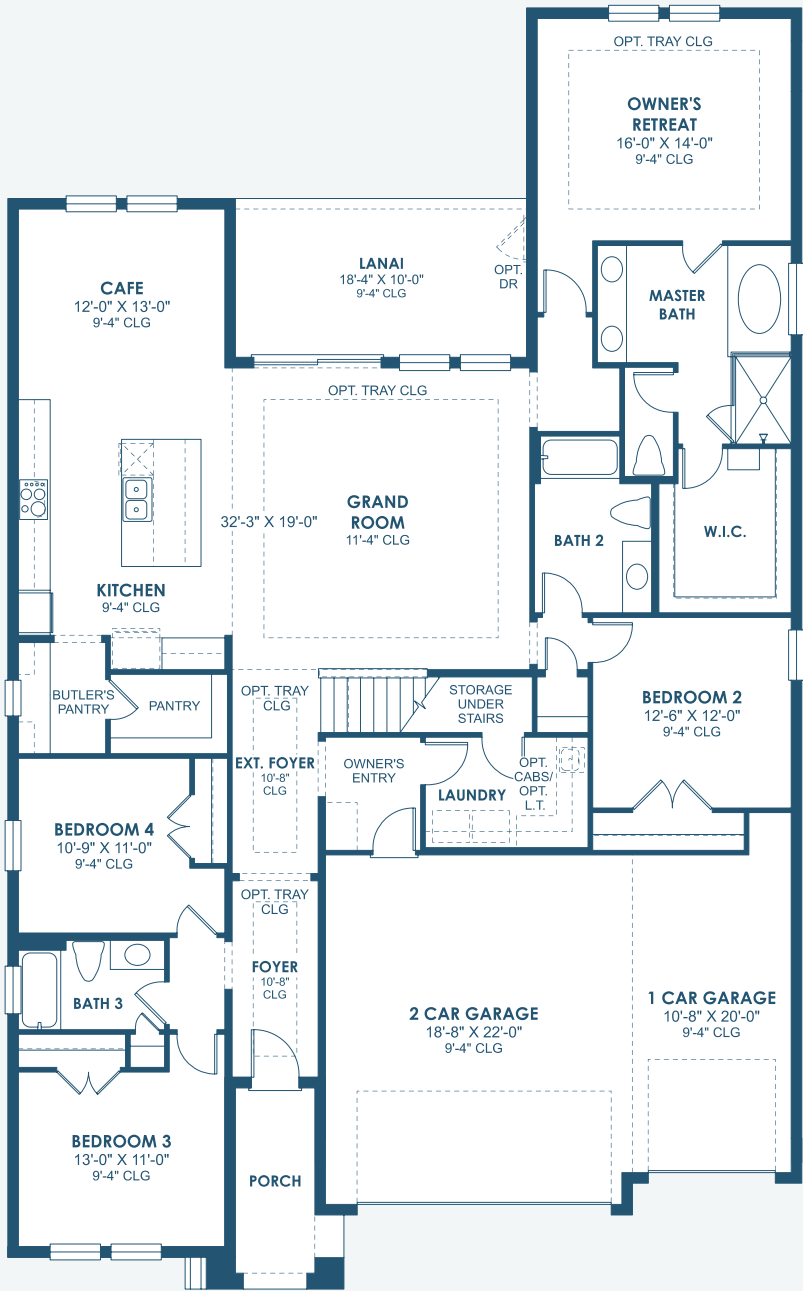 OPT. TRAY CLG
OWNER'S
RETREAT
16'-0" X 14'-0"
9'-4" CLG
CAFE
12'-0" X 13'-0"
9'-4" CLG
LANAI
18'-4" X 10'-0"
9'-4" CLG
OPT.
DR
MASTER
BATH
OPT. TRAY CLG
GRAND
ROOM
32'-3" X 19'-0"
11'-4" CLG
BATH 2
W.I.C.
KITCHEN
9'-4" CLG
BUTLER'S
PANTRY
PANTRY
OPT. TRAY
CLG
STORAGE
UNDER
STAIRS
BEDROOM 2
12'-6" X 12'-0"
9'-4" CLG
EXT. FOYER
10'-8"
CLG
OWNER'S
ENTRY
LAUNDRY
OPT.
CABS/
OPT.
L.T.
BEDROOM 4
10'-9" X 11'-0"
9'-4" CLG
OPT. TRAY
CLG
FOYER
10'-8"
CLG
BATH 3
2 CAR GARAGE
18'-8" X 22'-0"
9'-4" CLG
1 CAR GARAGE
10'-8" X 20'-0"
9'-4" CLG
BEDROOM 3
13'-0" X 11'-0"
9'-4" CLG
PORCH